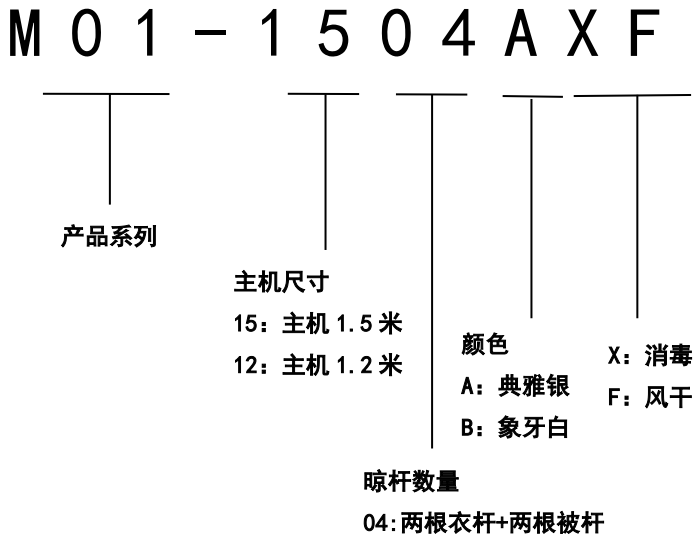 M01-1504AXF
产品系列
主机尺寸
15：主机1.5米
12：主机1.2米
颜色
A：典雅银
B：象牙白
X：消毒
F：风干
晾杆数量
04:两根衣杆+两根被杆